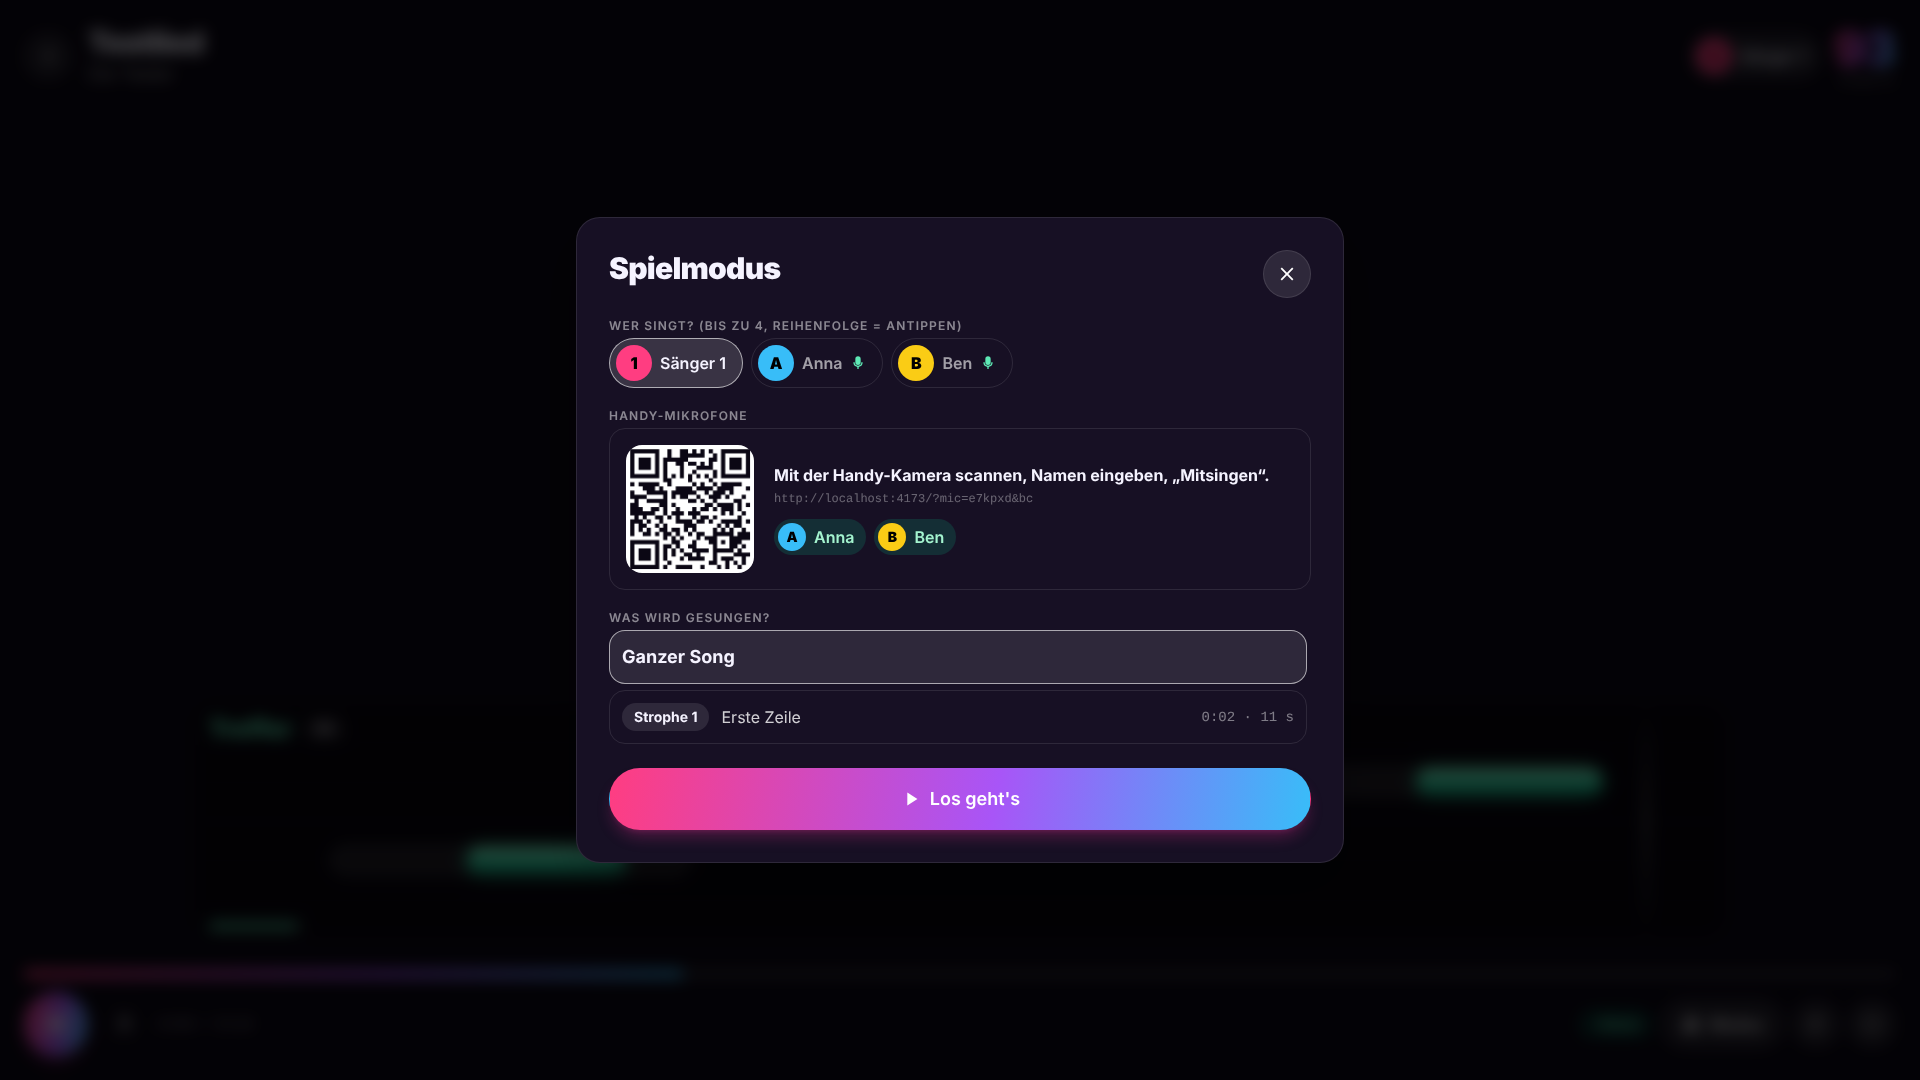 Spielmodus
WER SINGT? (BIS ZU 4, REIHENFOLGE = ANTIPPEN)
1 Sänger 1
A Anna
B Ben
HANDY-MIKROFONE
Mit der Handy-Kamera scannen, Namen eingeben, „Mitsingen“.
http://localhost:4173/?mic=e7kpxd&bc
A Anna
B Ben
WAS WIRD GESUNGEN?
Ganzer Song
Strophe 1 Erste Zeile 0:02 · 11 s
Los geht's